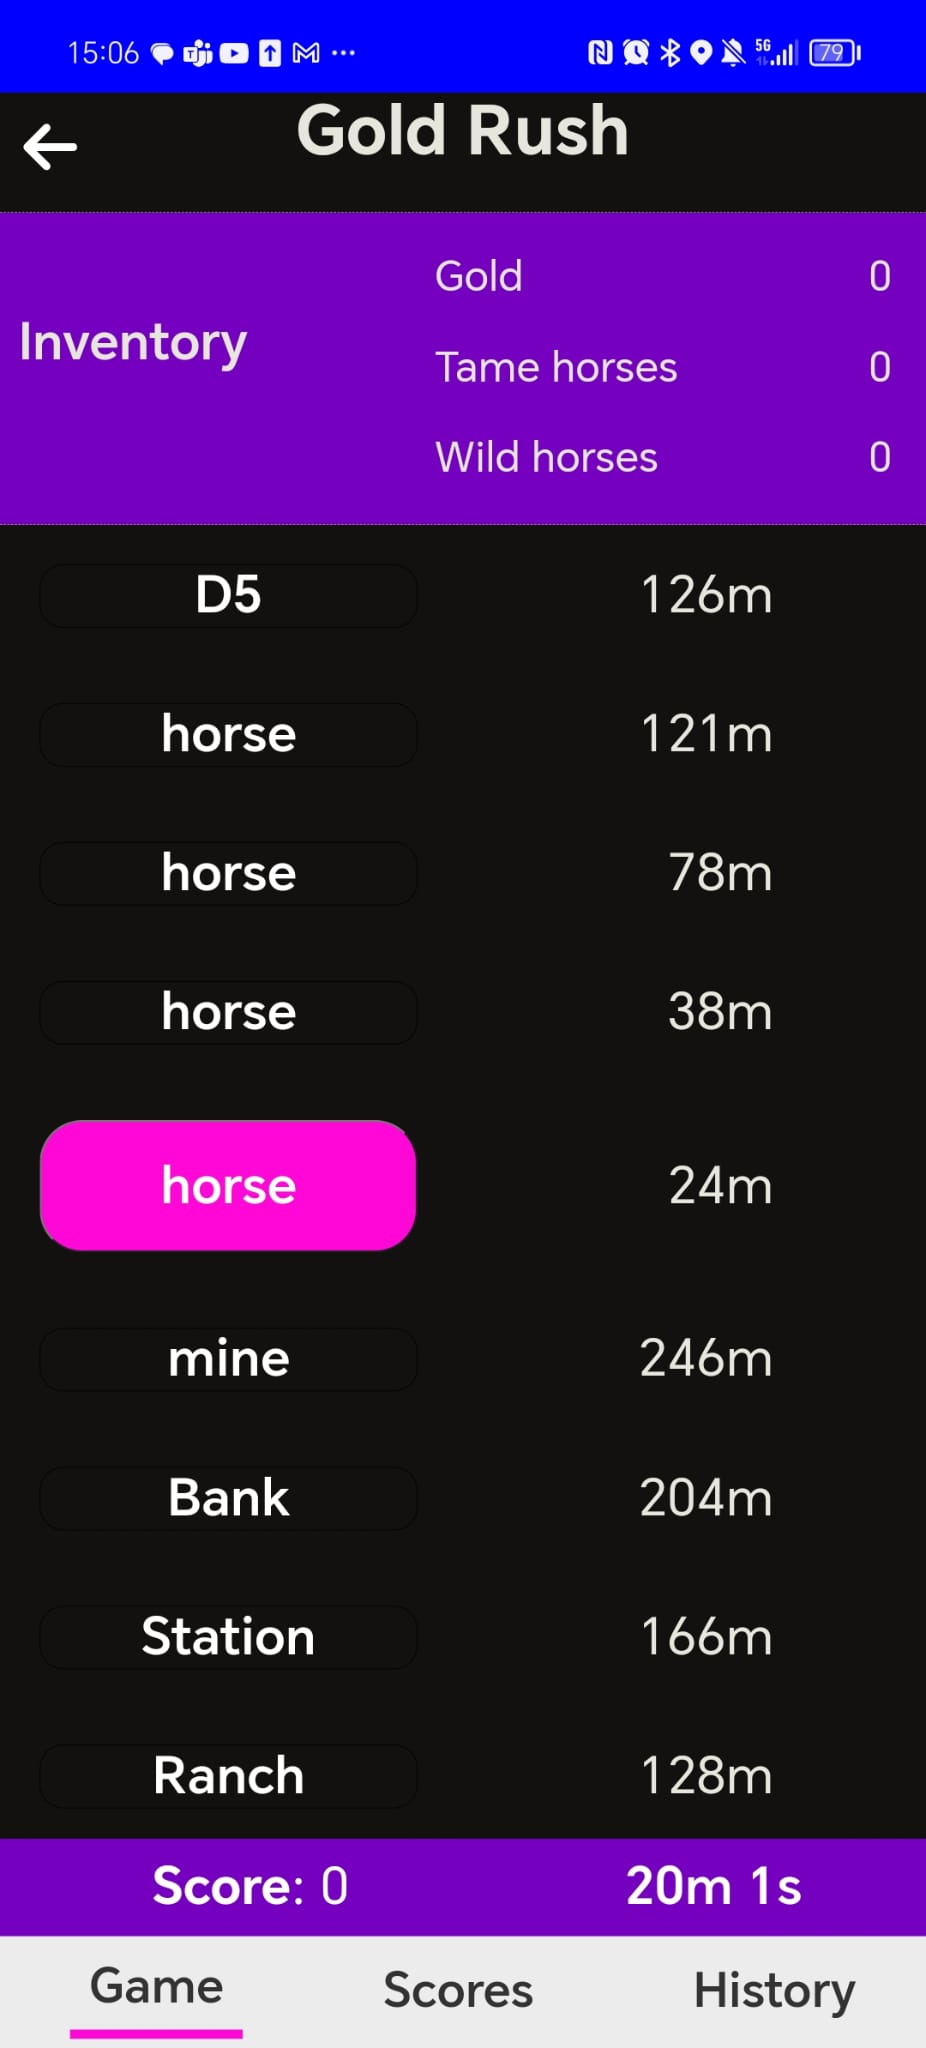 15:06 5G 79
Gold Rush
Inventory
Gold 0
Tame horses 0
Wild horses 0
D5 126m
horse 121m
horse 78m
horse 38m
horse 24m
mine 246m
Bank 204m
Station 166m
Ranch 128m
Score: 0 20m 1s
Game Scores History